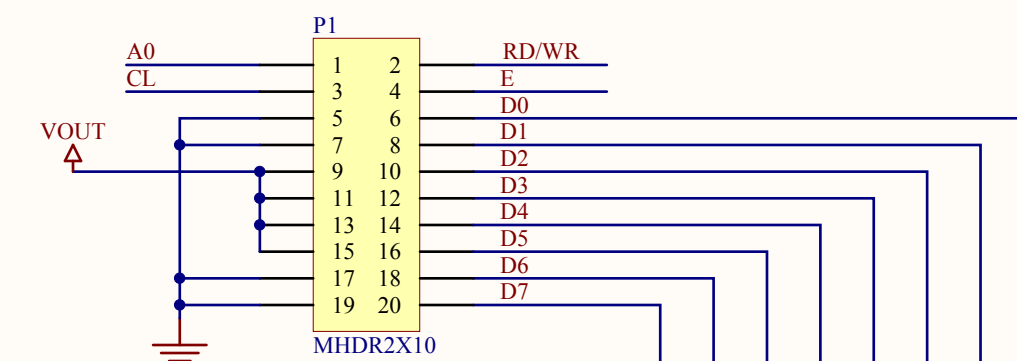 P1
A0 1 2 RD/WR
CL 3 4 E
5 6 D0
VOUT 7 8 D1
9 10 D2
11 12 D3
13 14 D4
15 16 D5
17 18 D6
19 20 D7
MHDR2X10